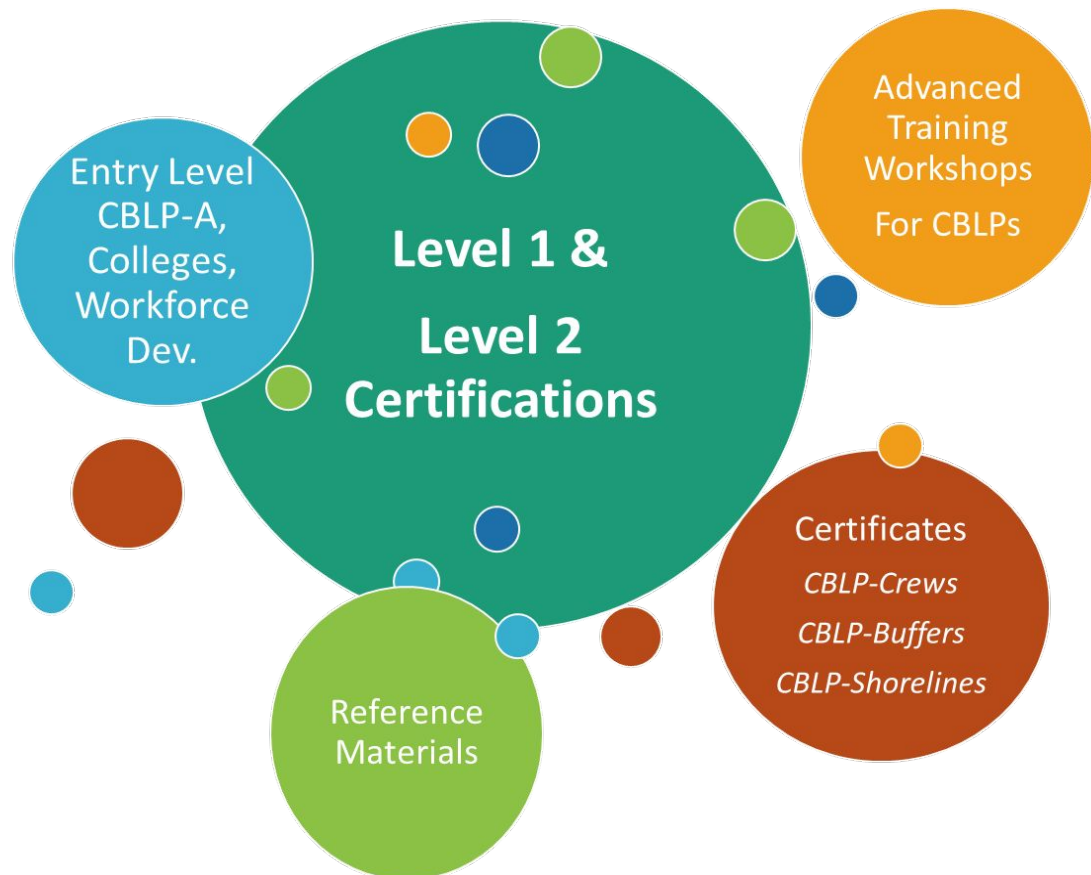 Entry Level
CBLP-A,
Colleges,
Workforce
Dev.
Level 1 &
Level 2
Certifications
Advanced
Training
Workshops
For CBLPs
Certificates
CBLP-Crews
CBLP-Buffers
CBLP-Shorelines
Reference
Materials